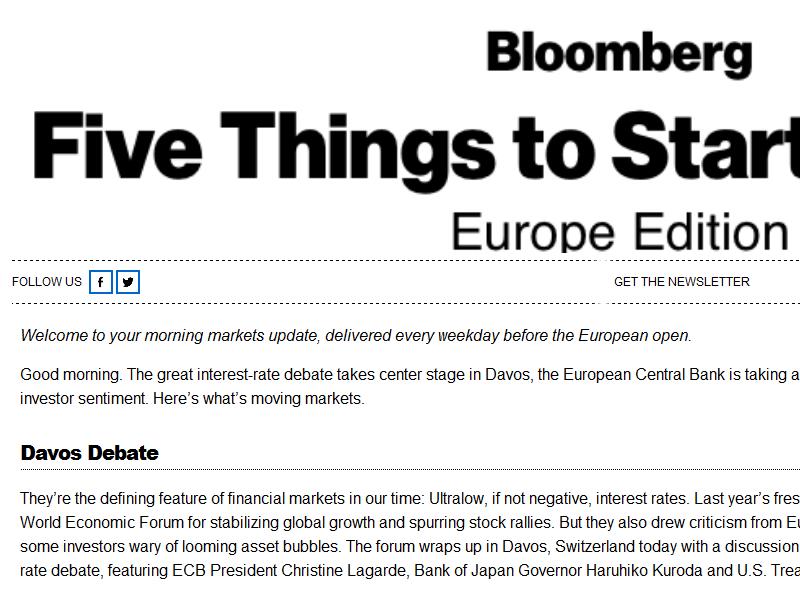 Bloomberg
Five Things to Start
Europe Edition
FOLLOW US
GET THE NEWSLETTER
Welcome to your morning markets update, delivered every weekday before the European open.
Good morning. The great interest-rate debate takes center stage in Davos, the European Central Bank is taking a
investor sentiment. Here’s what’s moving markets.
Davos Debate
They’re the defining feature of financial markets in our time: Ultralow, if not negative, interest rates. Last year’s
World Economic Forum for stabilizing global growth and spurring stock rallies. But they also drew criticism from
some investors wary of looming asset bubbles. The forum wraps up in Davos, Switzerland today with a discussion
rate debate, featuring ECB President Christine Lagarde, Bank of Japan Governor Haruhiko Kuroda and U.S.